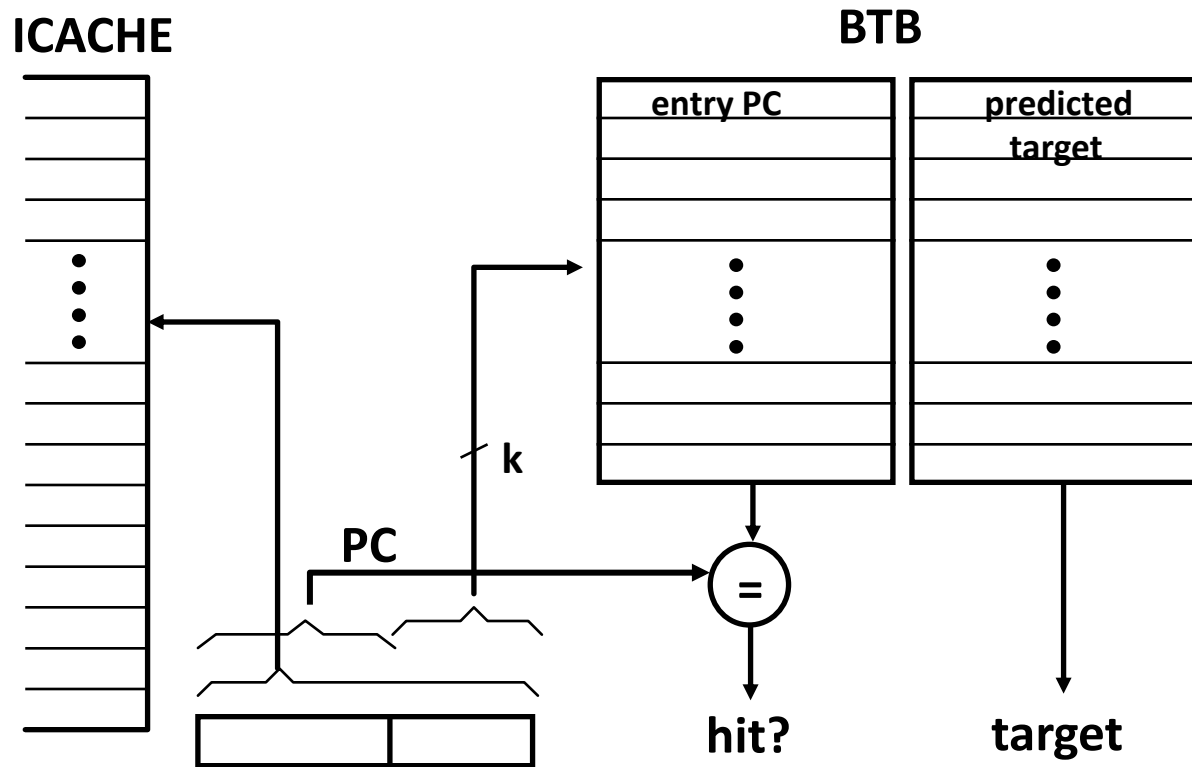 ICACHE
BTB
entry PC
predicted
target
k
PC
=
hit?
target